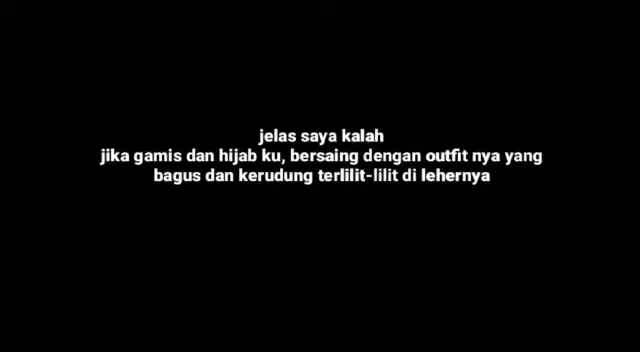 jelas saya kalah
jika gamis dan hijab ku, bersaing dengan outfit nya yang
bagus dan kerudung terlilit-lilit di lehernya